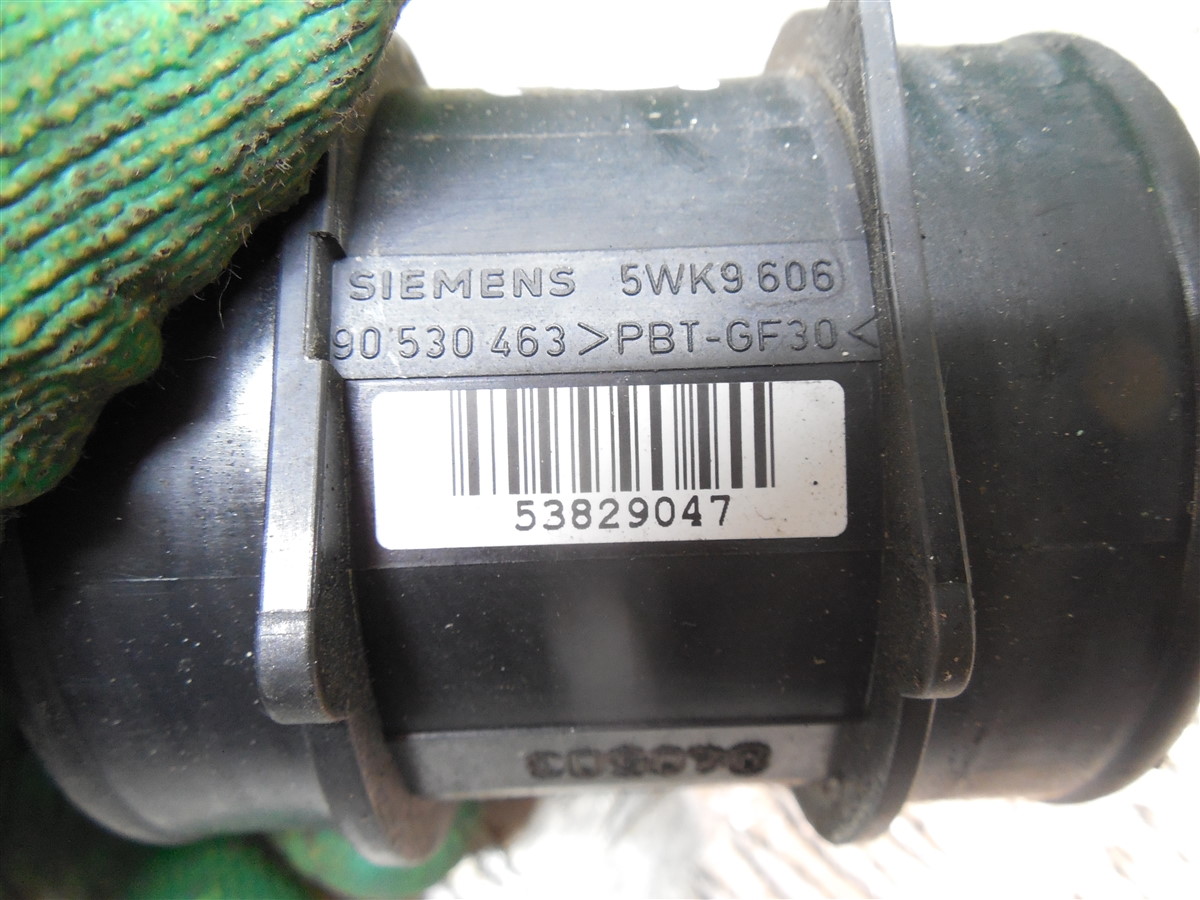 SIEMENS 5WK9 606
90 530 463 >PBT-GF30<
53829047